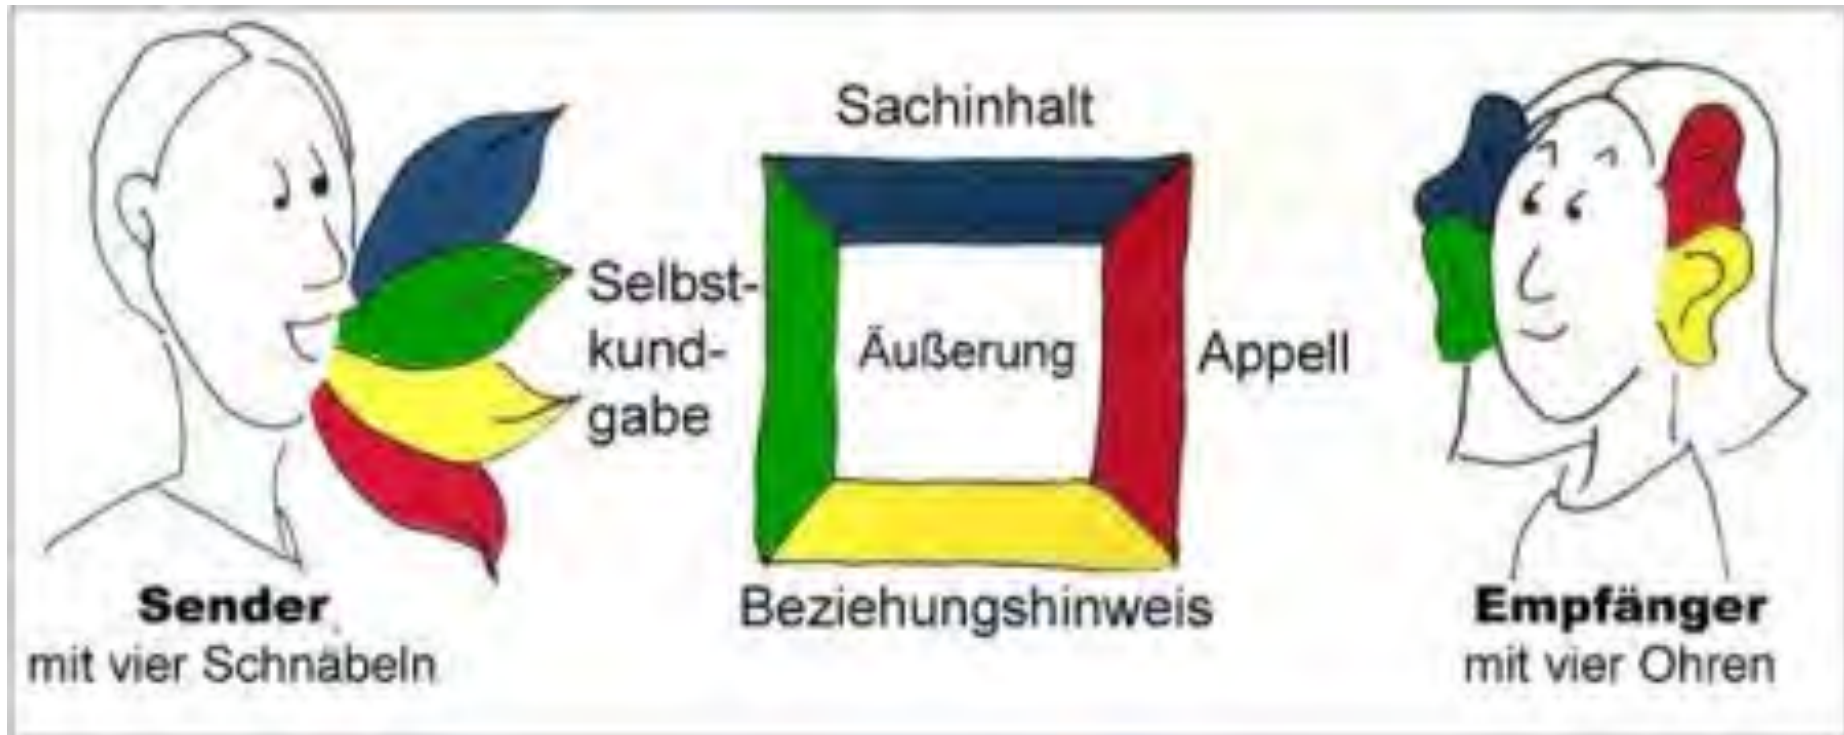 Sachinhalt
Selbst-
kund-
gabe
Äußerung
Appell
Beziehungshinweis
Sender
mit vier Schnäbeln
Empfänger
mit vier Ohren